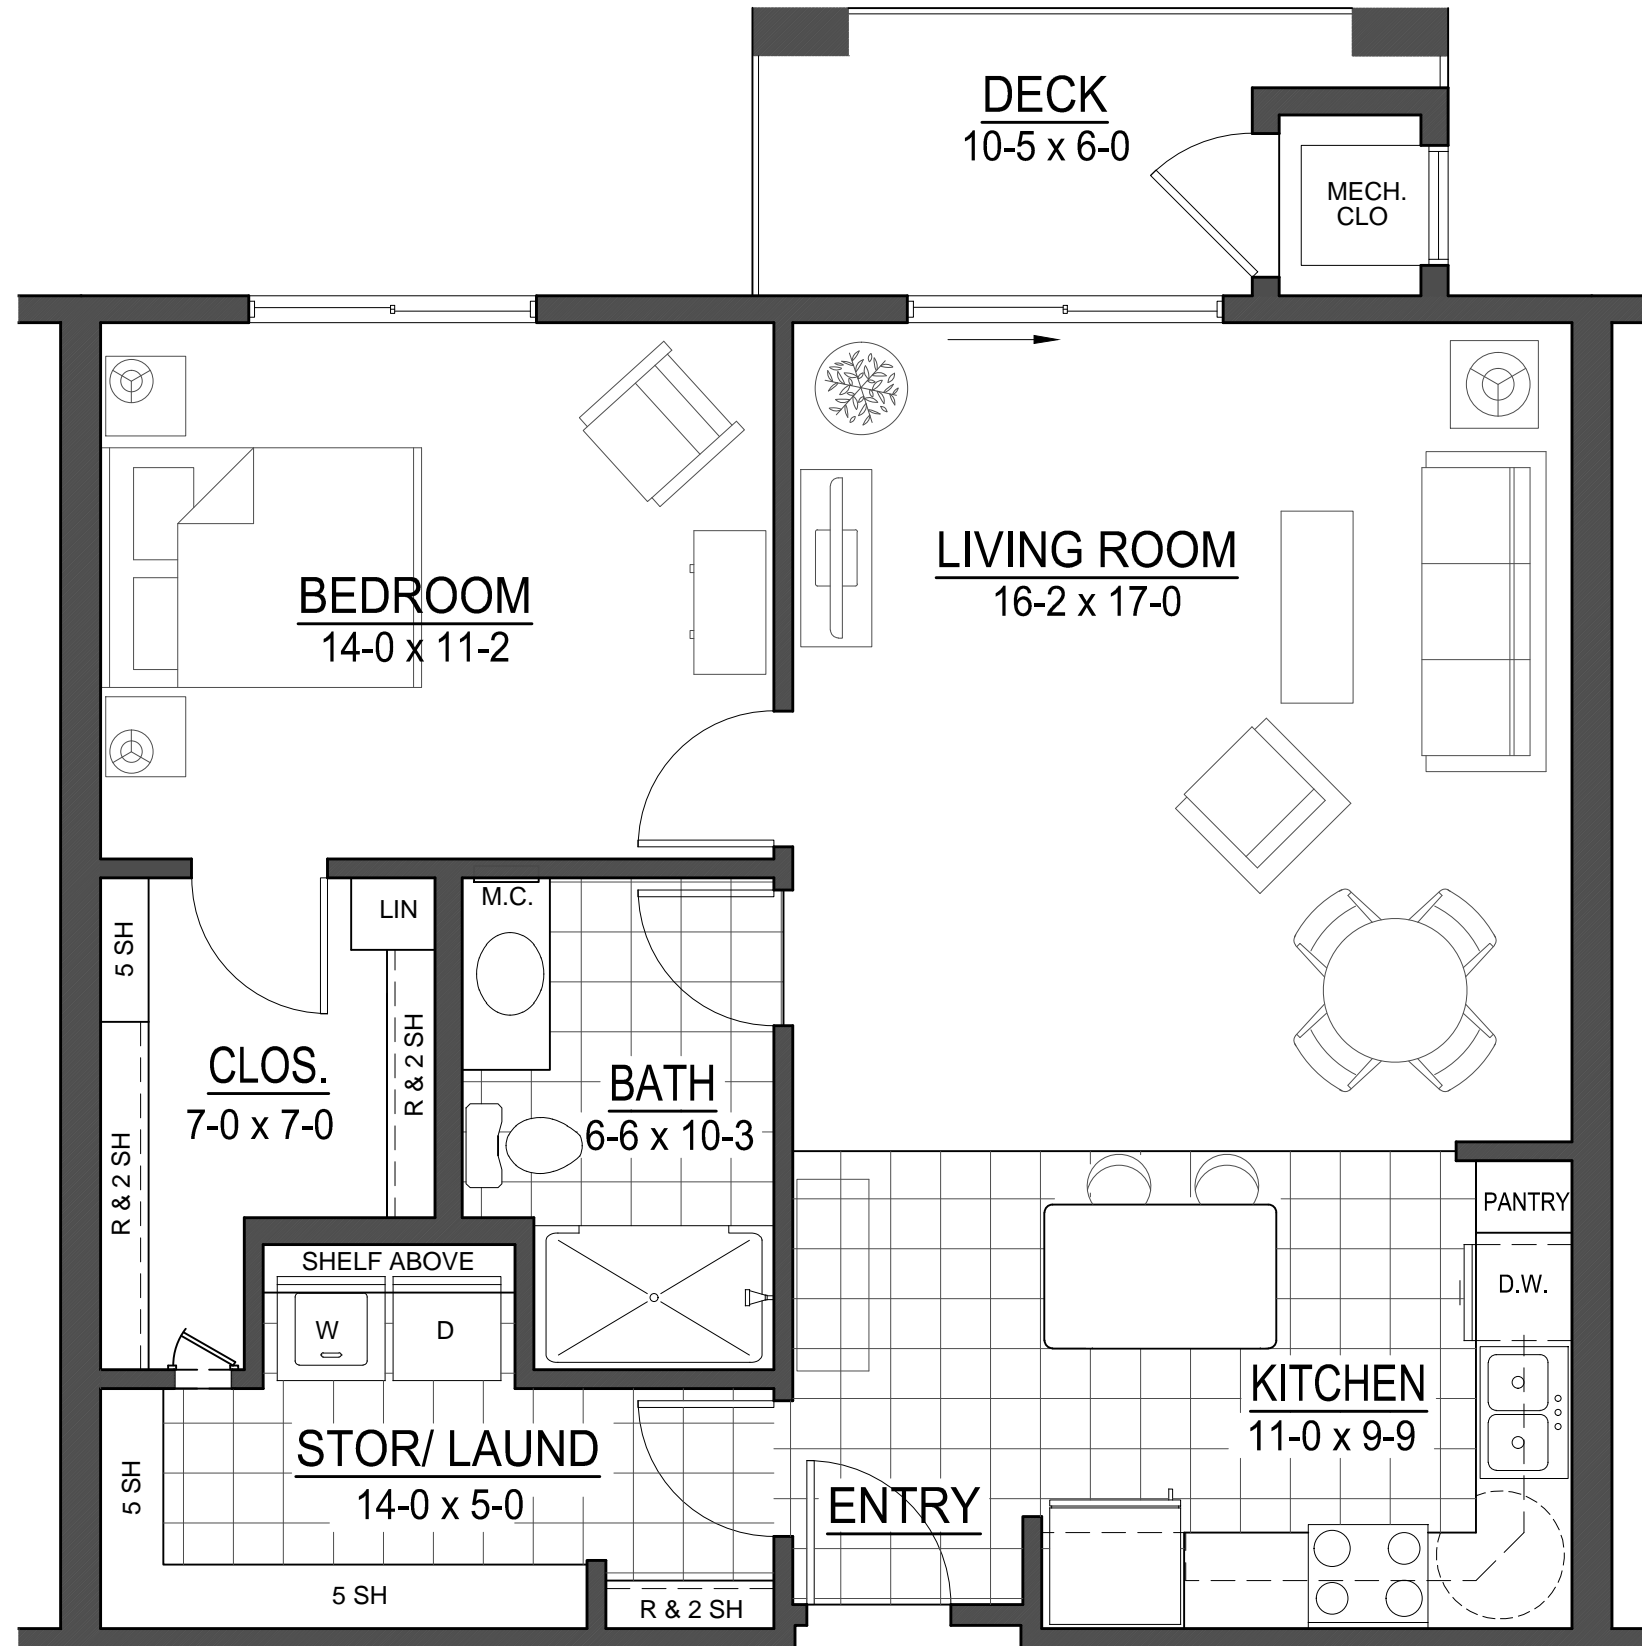 DECK
10-5 x 6-0
MECH.
CLO
LIVING ROOM
16-2 x 17-0
BEDROOM
14-0 x 11-2
LIN
M.C.
5 SH
R & 2 SH
CLOS.
7-0 x 7-0
R & 2 SH
BATH
6-6 x 10-3
PANTRY
D.W.
SHELF ABOVE
W
D
KITCHEN
11-0 x 9-9
STOR/ LAUND
14-0 x 5-0
5 SH
ENTRY
5 SH
R & 2 SH